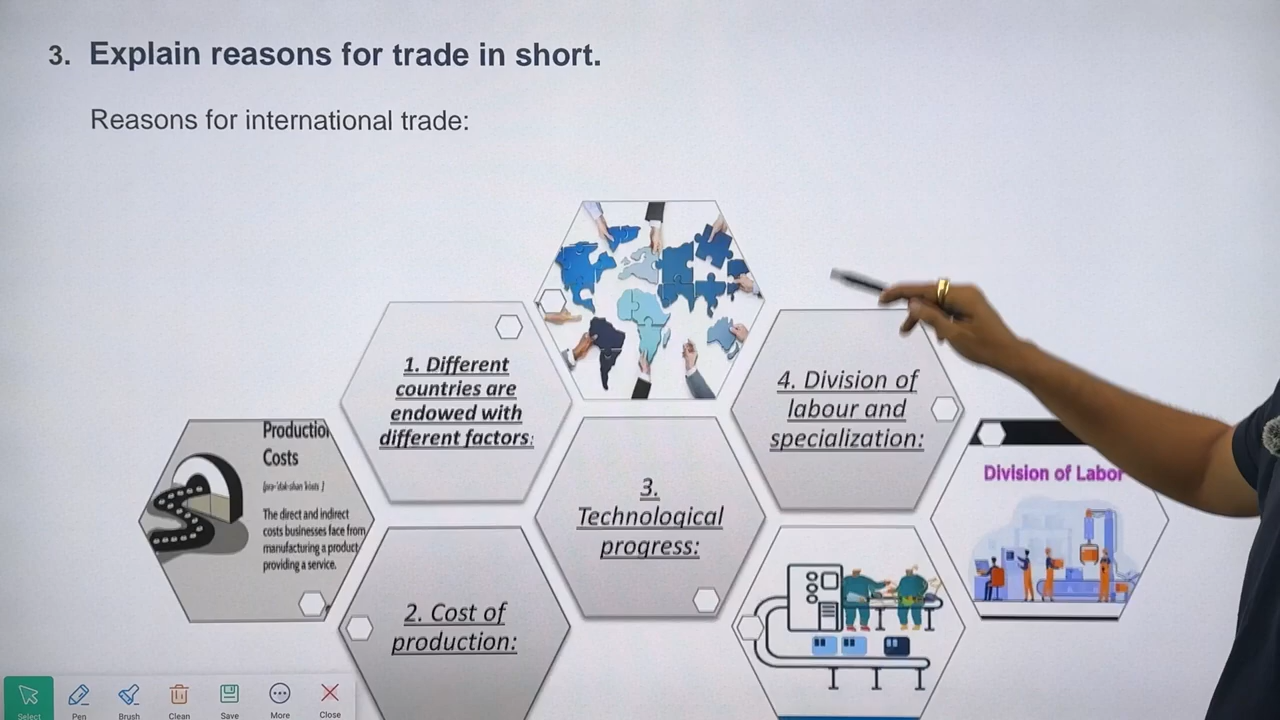 3. Explain reasons for trade in short.
Reasons for international trade:
1. Different
countries are
endowed with
different factors:
4. Division of
labour and
specialization:
Production
Costs
The direct and indirect
costs businesses face from
manufacturing a product
providing a service.
3.
Technological
progress:
Division of Labor
2. Cost of
production:
Select
Pen
Brush
Clean
Save
More
Close